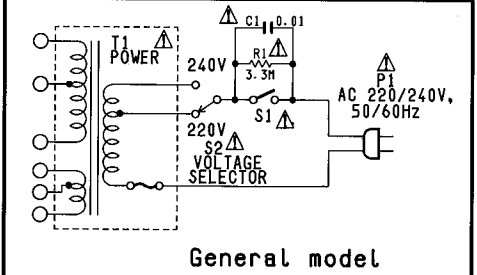 C1 0.01
T1
POWER
R1
3.3M
240V
P1
AC 220/240V,
50/60Hz
S1
220V
S2
VOLTAGE
SELECTOR
General model